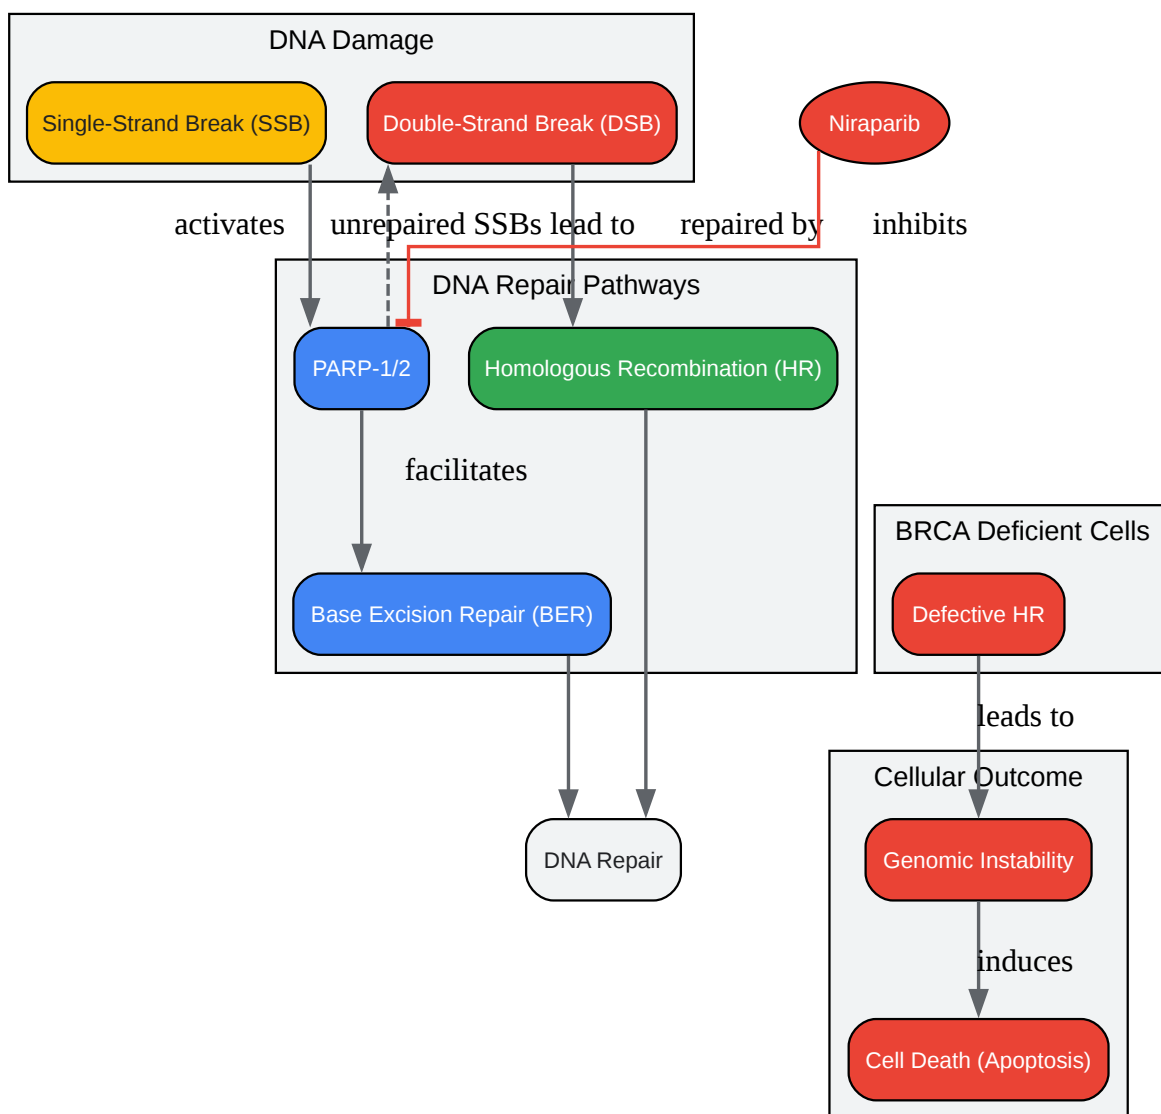 DNA Damage
Single-Strand Break (SSB)
Double-Strand Break (DSB)
Niraparib
activates
unrepaired SSBs lead to
repaired by
inhibits
DNA Repair Pathways
PARP-1/2
Homologous Recombination (HR)
facilitates
BRCA Deficient Cells
Base Excision Repair (BER)
Defective HR
leads to
Cellular Outcome
DNA Repair
Genomic Instability
induces
Cell Death (Apoptosis)